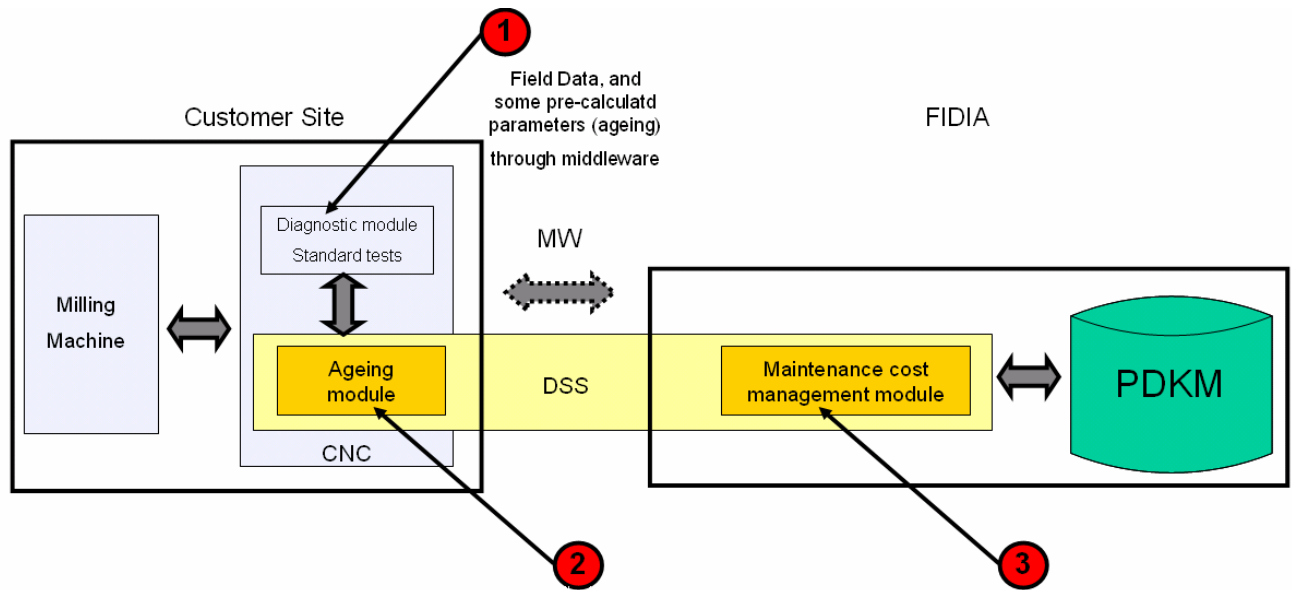 1
Field Data, and
some pre-calculatd
parameters (ageing)
through middleware
Customer Site
FIDIA
Diagnostic module
Standard tests
MW
Milling
Machine
Ageing
module
DSS
Maintenance cost
management module
PDKM
CNC
2
3